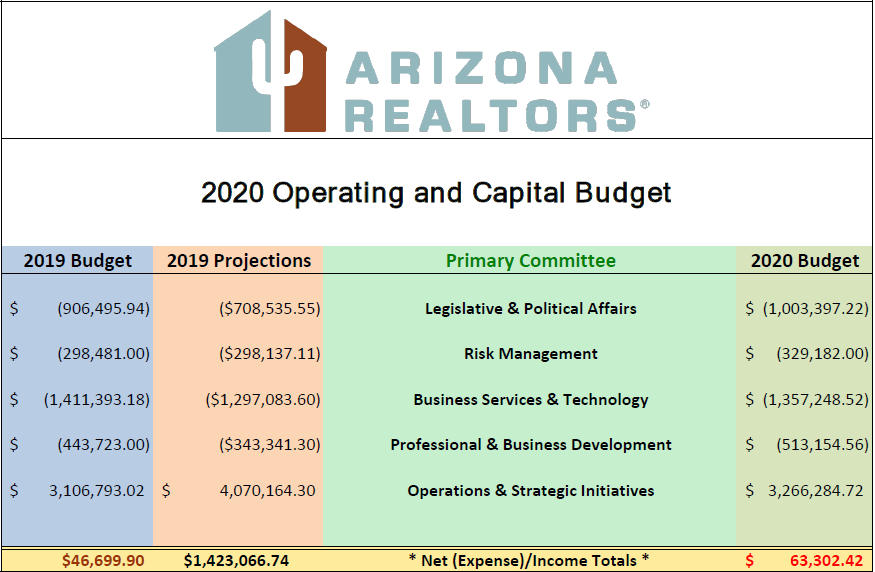 ARIZONA
REALTORS®
2020 Operating and Capital Budget
2019 Budget 2019 Projections Primary Committee 2020 Budget
$ (906,495.94) ($708,535.55) Legislative & Political Affairs $ (1,003,397.22)
$ (298,481.00) ($298,137.11) Risk Management $ (329,182.00)
$ (1,411,393.18) ($1,297,083.60) Business Services & Technology $ (1,357,248.52)
$ (443,723.00) ($343,341.30) Professional & Business Development $ (513,154.56)
$ 3,106,793.02 $ 4,070,164.30 Operations & Strategic Initiatives $ 3,266,284.72
$46,699.90 $1,423,066.74 * Net (Expense)/Income Totals * $ 63,302.42